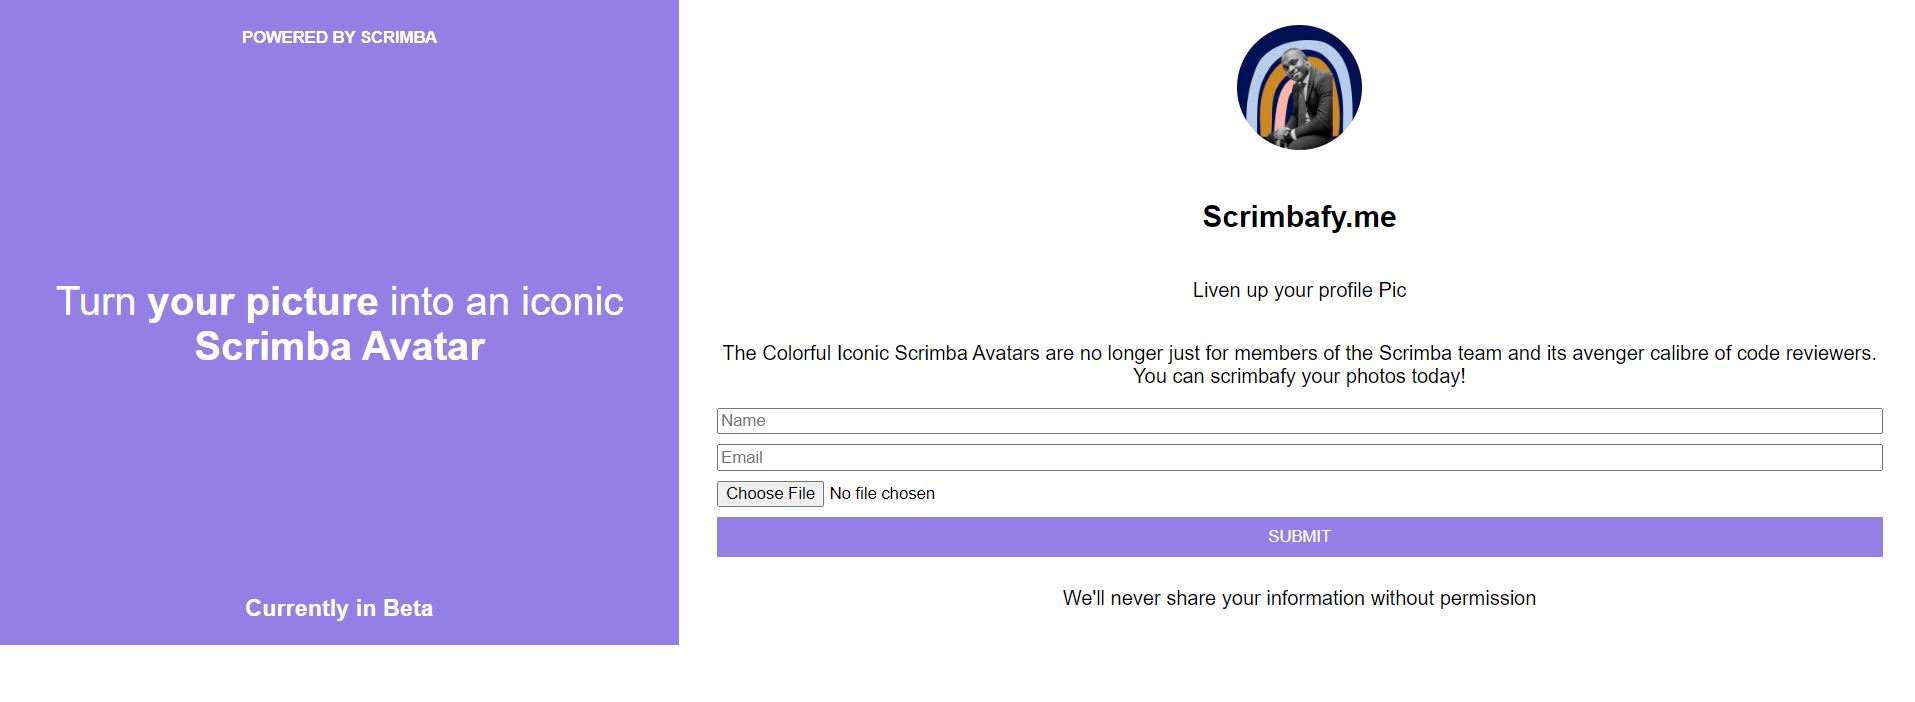 POWERED BY SCRIMBA
Turn your picture into an iconic
Scrimba Avatar
Currently in Beta
Scrimbafy.me
Liven up your profile Pic
The Colorful Iconic Scrimba Avatars are no longer just for members of the Scrimba team and its avenger calibre of code reviewers.
You can scrimbafy your photos today!
Name
Email
Choose File No file chosen
SUBMIT
We'll never share your information without permission